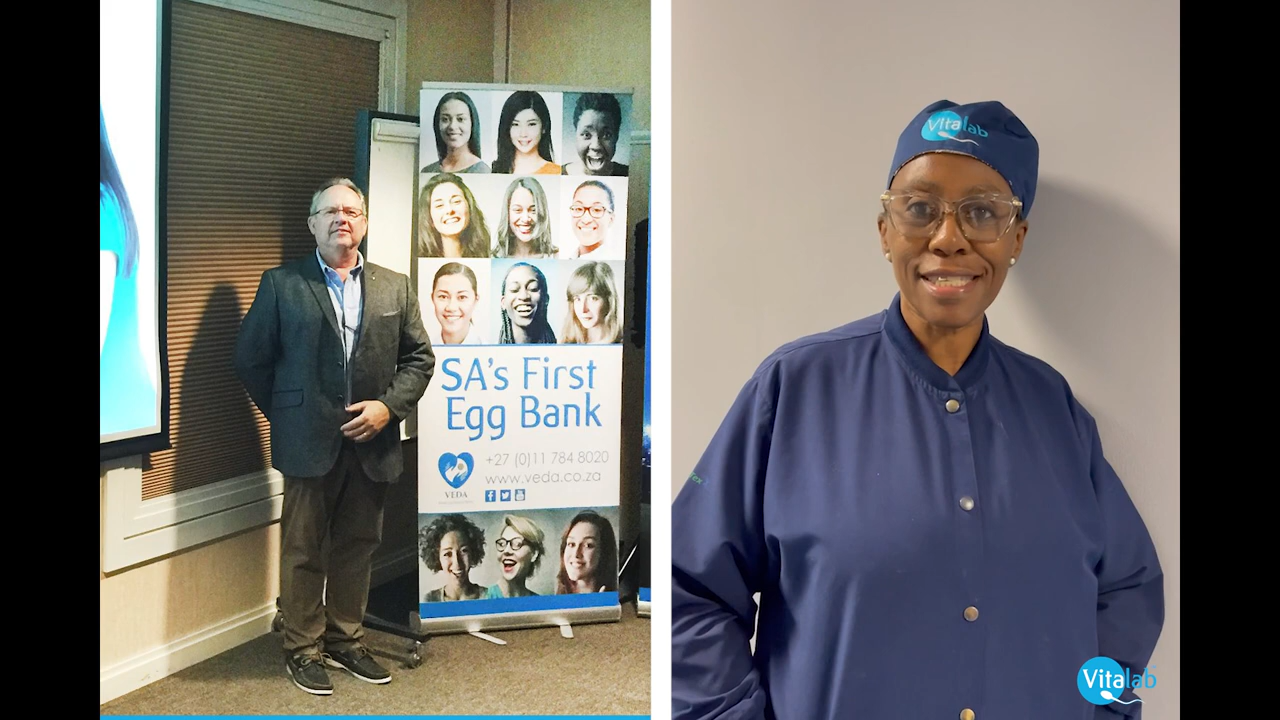 SA's First
Egg Bank
+27 (0)11 784 8020
www.veda.co.za
VEDA
Vitalab
Vitalab